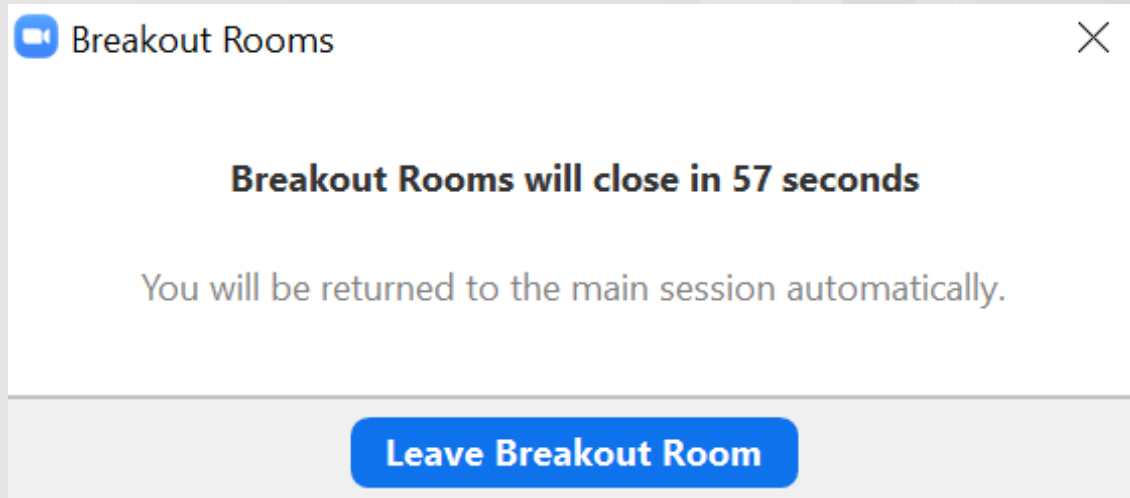 Breakout Rooms
Breakout Rooms will close in 57 seconds
You will be returned to the main session automatically.
Leave Breakout Room